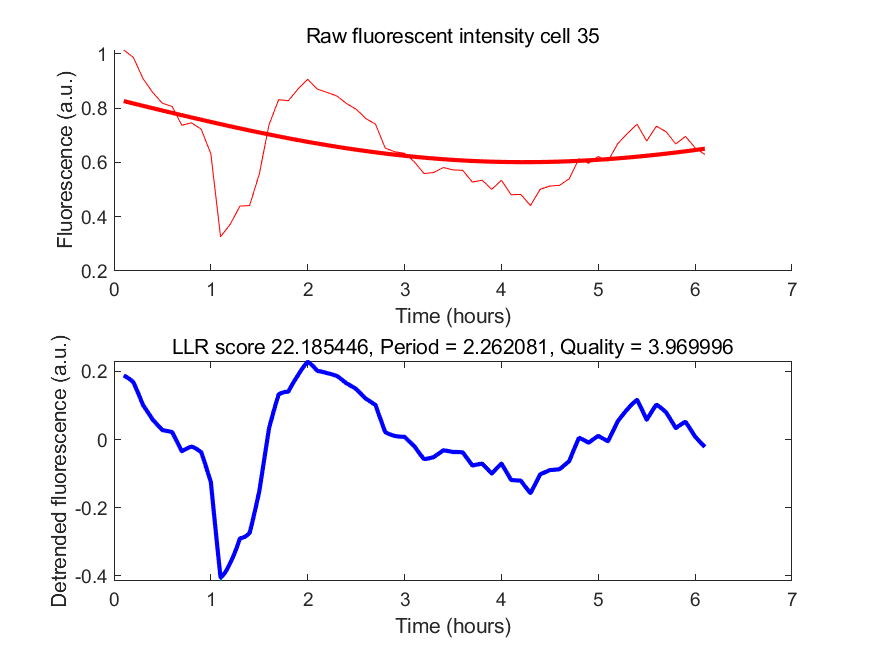 Raw fluorescent intensity cell 35
Fluorescence (a.u.)
1
0.8
0.6
0.4
0.2
0 1 2 3 4 5 6 7
Time (hours)
LLR score 22.185446, Period = 2.262081, Quality = 3.969996
Detrended fluorescence (a.u.)
0.2
0
-0.2
-0.4
0 1 2 3 4 5 6 7
Time (hours)